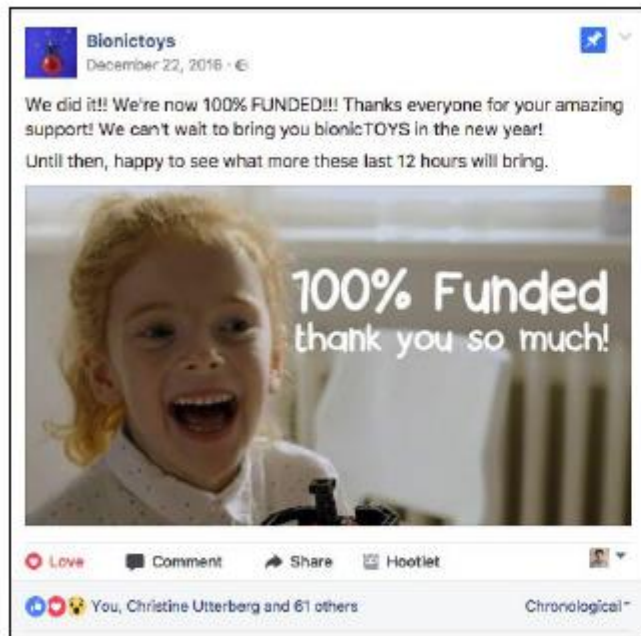 Bionictoys
December 22, 2016 ·
We did it!! We're now 100% FUNDED!!! Thanks everyone for your amazing
support! We can't wait to bring you bionicTOYS in the new year!
Until then, happy to see what more these last 12 hours will bring.
100% Funded
thank you so much!
Love Comment Share Hootlet
You, Christine Utterberg and 61 others Chronological